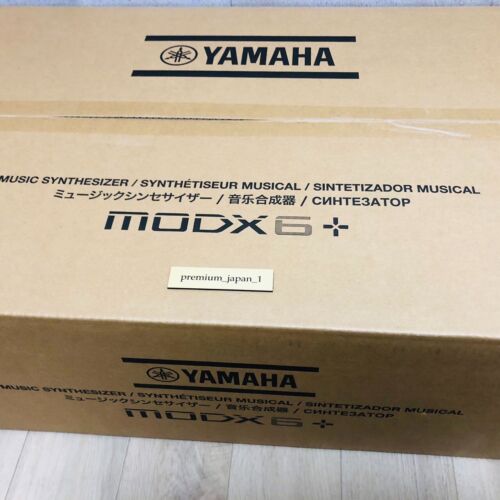 YAMAHA
MUSIC SYNTHESIZER / SYNTHÉTISEUR MUSICAL / SINTETIZADOR MUSICAL
ミュージックシンセサイザー / 音乐合成器 / СИНТЕЗАТОР
MODX6+
premium_japan_1
YAMAHA
MUSIC SYNTHESIZER / SYNTHÉTISEUR MUSICAL / SINTETIZADOR MUSICAL
ミュージックシンセサイザー / 音乐合成器 / СИНТЕЗАТОР
MODX6+